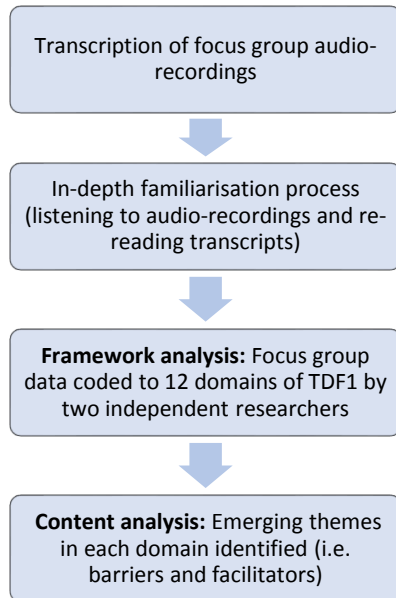 Transcription of focus group audio-
recordings
In-depth familiarisation process
(listening to audio-recordings and re-
reading transcripts)
Framework analysis: Focus group
data coded to 12 domains of TDF1 by
two independent researchers
Content analysis: Emerging themes
in each domain identified (i.e.
barriers and facilitators)